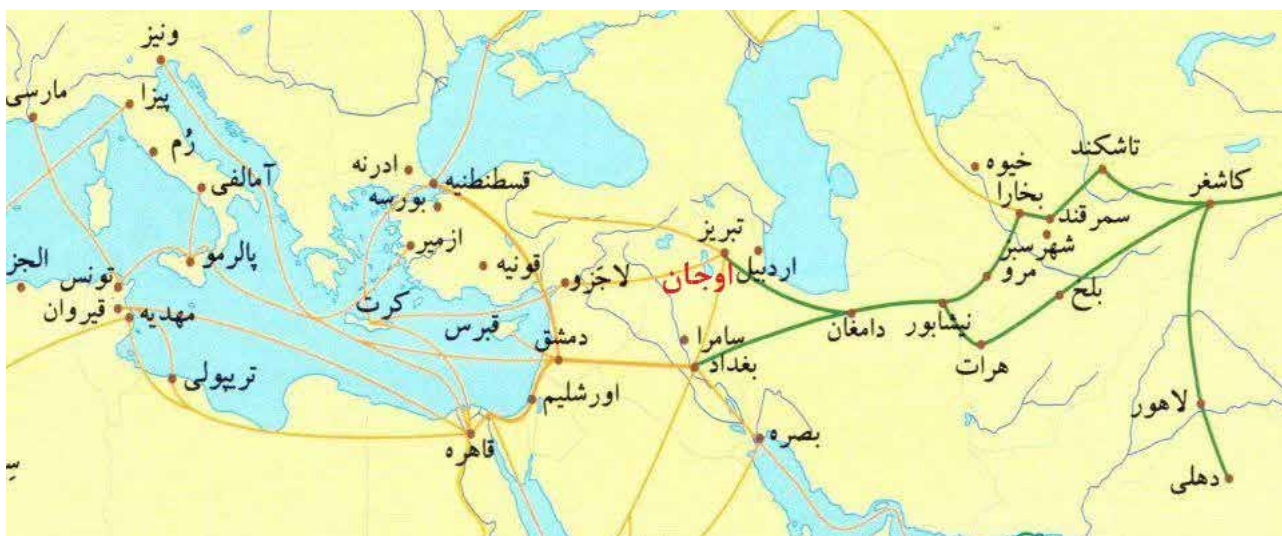 ونیز
مارسی
پیزا
رُم
آمالفی
ادرنه
قسطنطنیه
بورسه
ازمیر
قونیه
پالرمو
تونس
الجز
قیروان
مهدیه
تریپولی
کرت
قبرس
لاجَزو
دمشق
اورشلیم
قاهره
تبریز
اردبیل
اوجان
سامرا
بغداد
بصره
دامغان
نیشابور
هرات
مرو
بلخ
خیوه
بخارا
سمرقند
شهرسبز
تاشکند
کاشغر
لاهور
دهلی